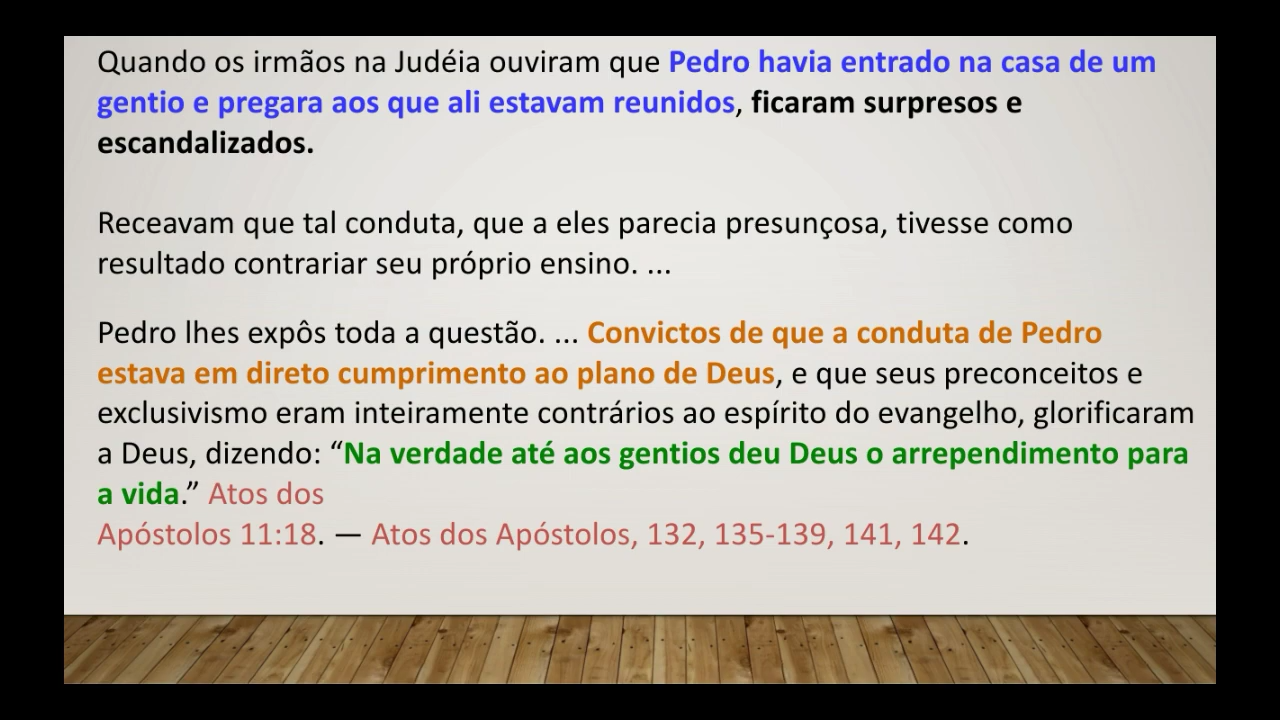 Quando os irmãos na Judéia ouviram que Pedro havia entrado na casa de um
gentio e pregara aos que ali estavam reunidos, ficaram surpresos e
escandalizados.
Receavam que tal conduta, que a eles parecia presunçosa, tivesse como
resultado contrariar seu próprio ensino. ...
Pedro lhes expôs toda a questão. ... Convictos de que a conduta de Pedro
estava em direto cumprimento ao plano de Deus, e que seus preconceitos e
exclusivismo eram inteiramente contrários ao espírito do evangelho, glorificaram
a Deus, dizendo: “Na verdade até aos gentios deu Deus o arrependimento para
a vida.” Atos dos
Apóstolos 11:18. — Atos dos Apóstolos, 132, 135-139, 141, 142.